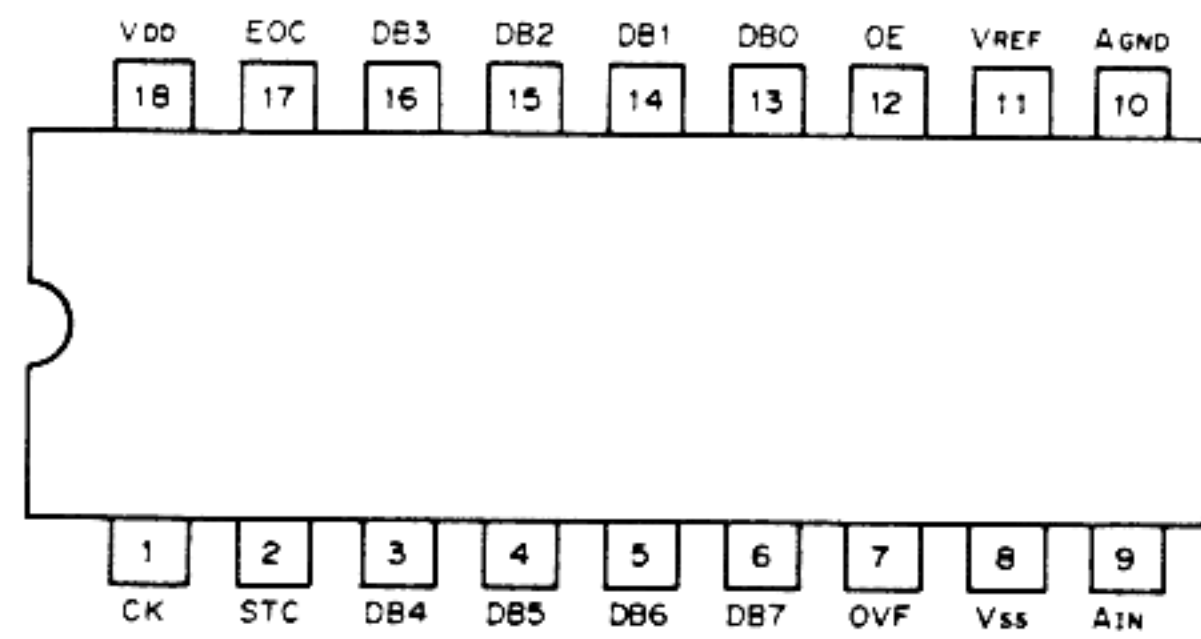 VDD EOC DB3 DB2 DB1 DB0 OE VREF AGND
18 17 16 15 14 13 12 11 10
1 2 3 4 5 6 7 8 9
CK STC DB4 DB5 DB6 DB7 OVF VSS AIN